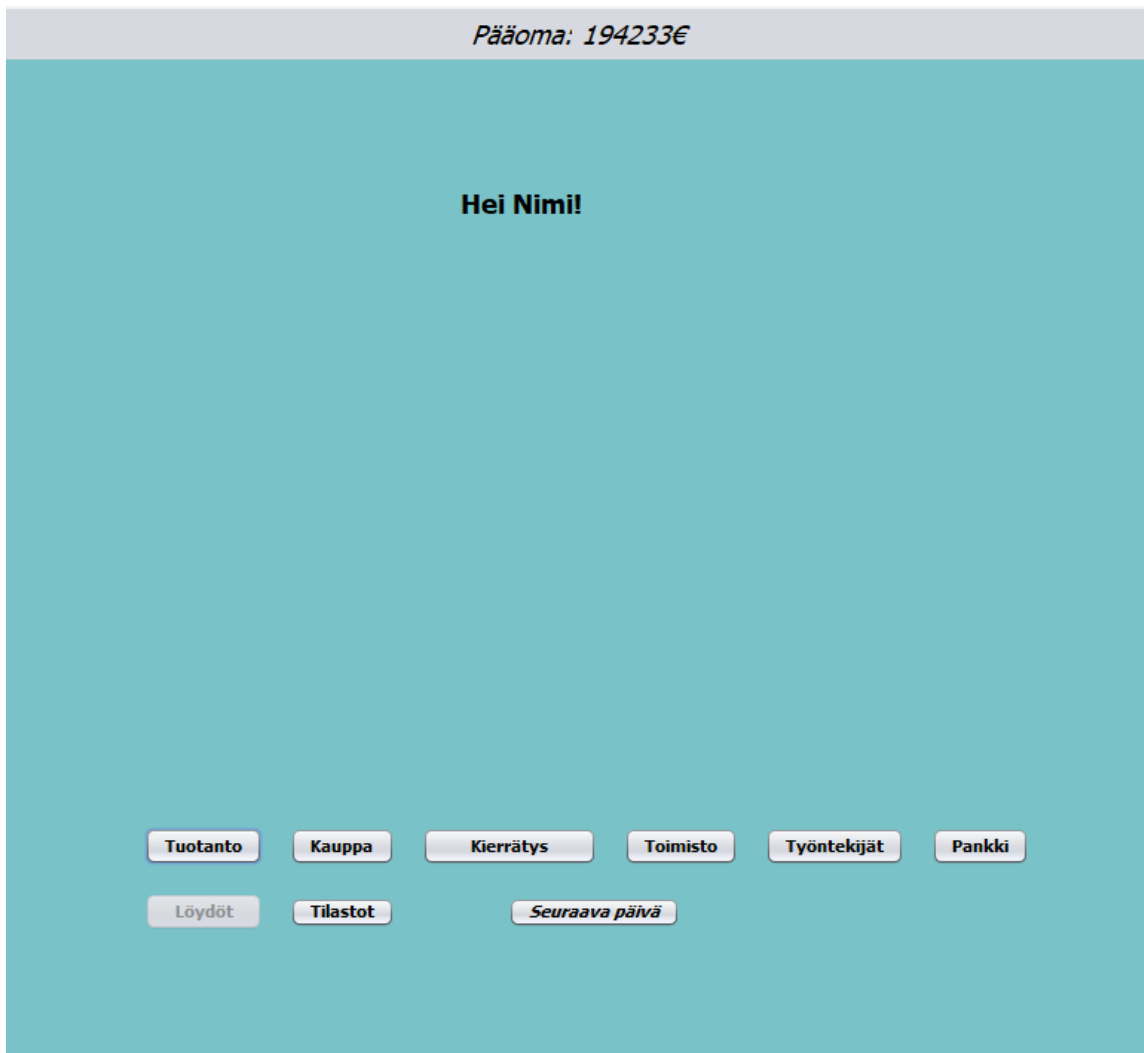 Pääoma: 194233€
Hei Nimi!
Tuotanto Kauppa Kierrätys Toimisto Työntekijät Pankki
Löydöt Tilastot Seuraava päivä